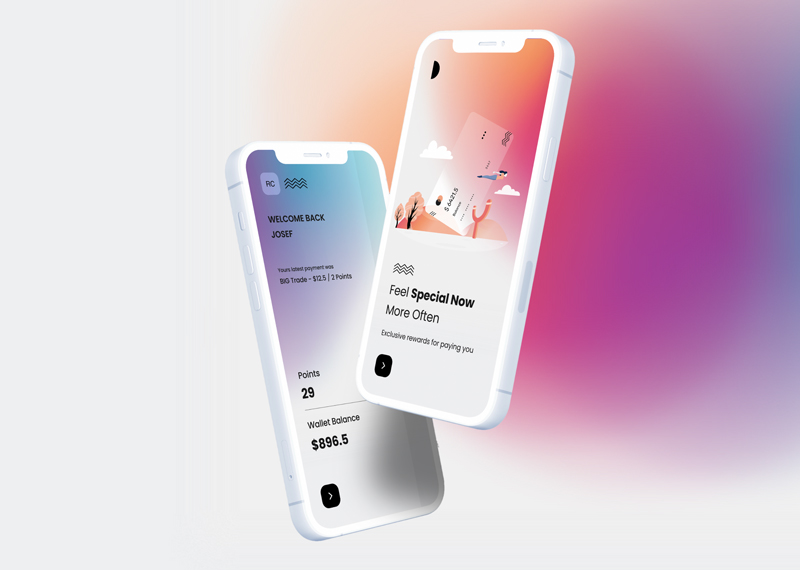 RC
WELCOME BACK
JOSEF
Yours latest payment was
BIG Trade - $12.5 | 2 Points
Points
29
Wallet Balance
$896.5
$ 6421.5
Balance
Feel Special Now
More Often
Exclusive rewards for paying you